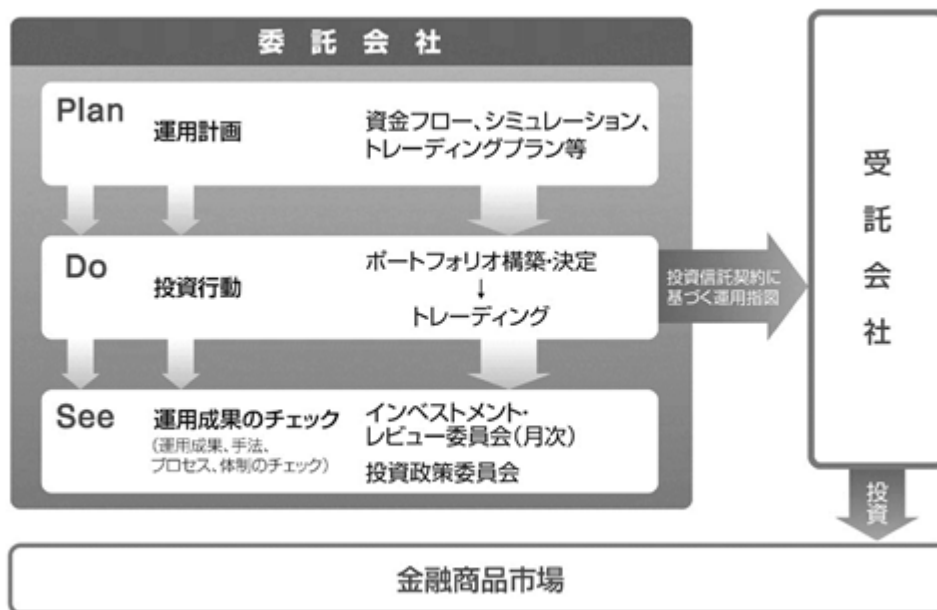 委託会社
Plan
運用計画
資金フロー、シミュレーション、
トレーディングプラン等
Do
投資行動
ポートフォリオ構築・決定
↓
トレーディング
投資信託契約に
基づく運用指図
See
運用成果のチェック
(運用成果、手法、
プロセス、体制のチェック)
インベストメント・
レビュー委員会(月次)
投資政策委員会
受託会社
投資
金融商品市場